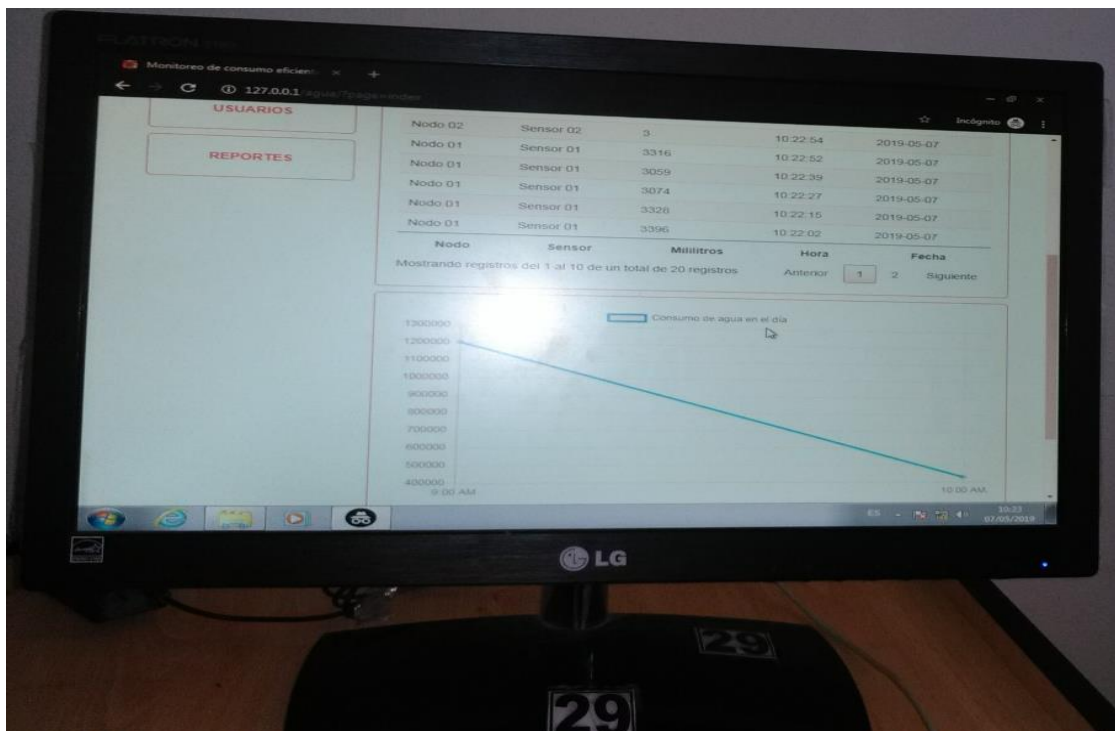 FLATRON
Monitoreo de consumo eficien
127.0.0.1/agua/?page=index
Incógnito
USUARIOS
REPORTES
Nodo 02 Sensor 02 3 10:22:54 2019-05-07
Nodo 01 Sensor 01 3316 10:22:52 2019-05-07
Nodo 01 Sensor 01 3059 10:22:39 2019-05-07
Nodo 01 Sensor 01 3074 10:22:27 2019-05-07
Nodo 01 Sensor 01 3328 10:22:15 2019-05-07
Nodo 01 Sensor 01 3396 10:22:02 2019-05-07
Nodo Sensor Mililitros Hora Fecha
Mostrando registros del 1 al 10 de un total de 20 registros Anterior 1 2 Siguiente
Consumo de agua en el día
1300000
1200000
1100000
1000000
900000
800000
700000
600000
500000
400000
9:00 AM 10:00 AM
ES 10:23
07/05/2019
LG
29
29